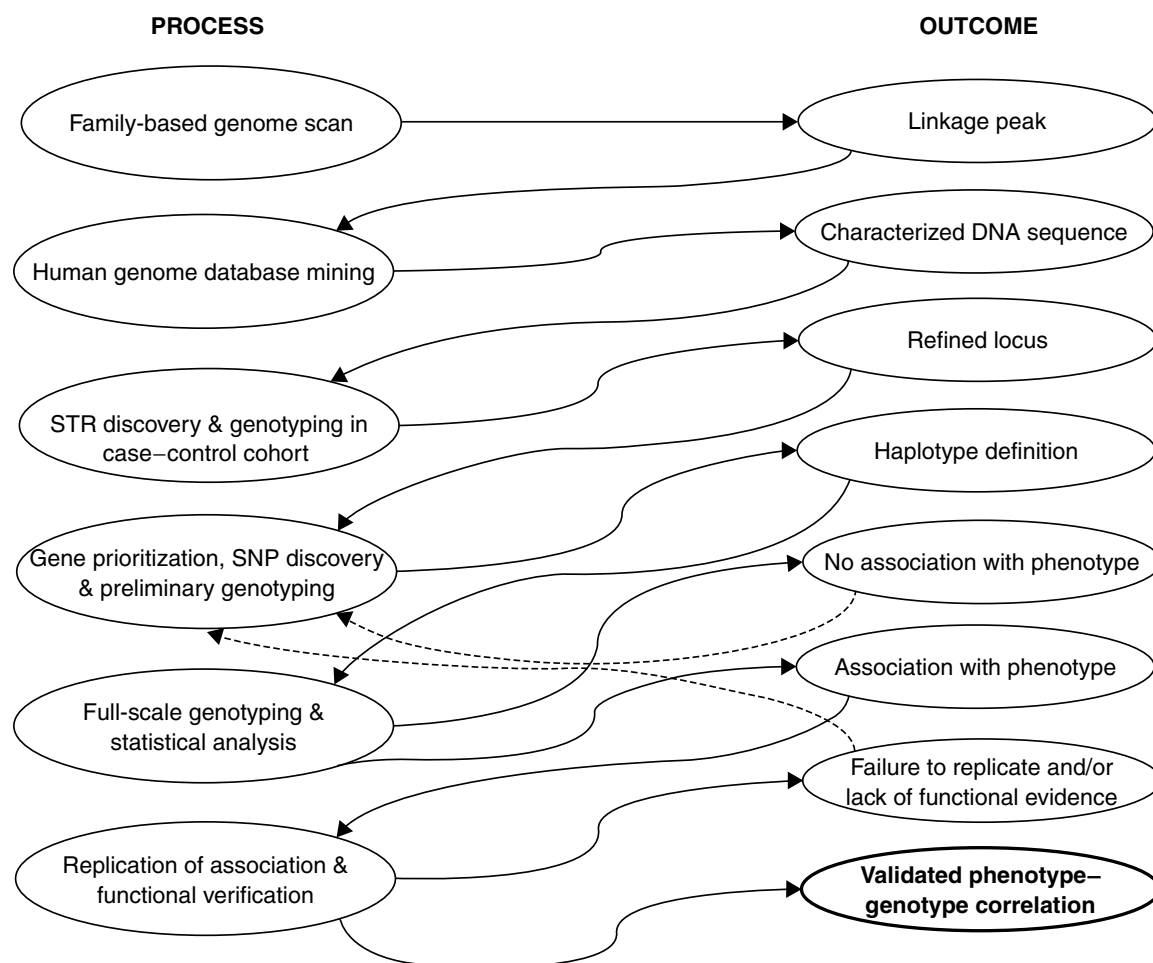 PROCESS
OUTCOME
Family-based genome scan
Linkage peak
Human genome database mining
Characterized DNA sequence
STR discovery & genotyping in
case–control cohort
Refined locus
Gene prioritization, SNP discovery
& preliminary genotyping
Haplotype definition
Full-scale genotyping &
statistical analysis
No association with phenotype
Association with phenotype
Replication of association &
functional verification
Failure to replicate and/or
lack of functional evidence
Validated phenotype–
genotype correlation